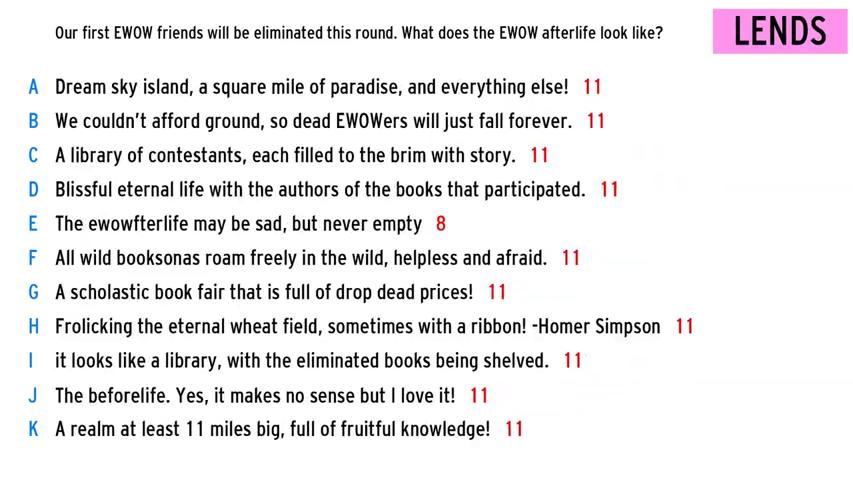 Our first EWOW friends will be eliminated this round. What does the EWOW afterlife look like?
LENDS
A Dream sky island, a square mile of paradise, and everything else! 11
B We couldn't afford ground, so dead EWOWers will just fall forever. 11
C A library of contestants, each filled to the brim with story. 11
D Blissful eternal life with the authors of the books that participated. 11
E The ewowfterlife may be sad, but never empty 8
F All wild booksonas roam freely in the wild, helpless and afraid. 11
G A scholastic book fair that is full of drop dead prices! 11
H Frolicking the eternal wheat field, sometimes with a ribbon! -Homer Simpson 11
I it looks like a library, with the eliminated books being shelved. 11
J The beforelife. Yes, it makes no sense but I love it! 11
K A realm at least 11 miles big, full of fruitful knowledge! 11